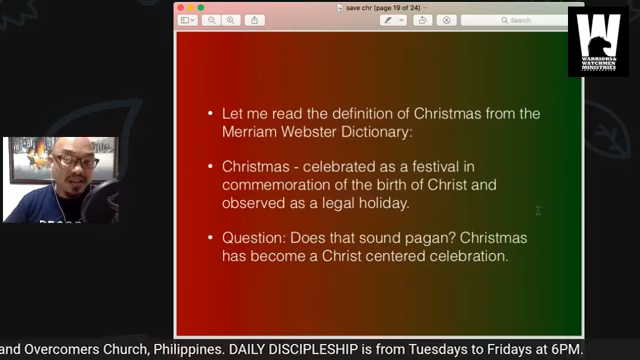 save chr (page 19 of 24)
Search
WARRIORS &
WATCHMEN
MINISTRIES
• Let me read the definition of Christmas from the
Merriam Webster Dictionary:
• Christmas - celebrated as a festival in
commemoration of the birth of Christ and
observed as a legal holiday.
• Question: Does that sound pagan? Christmas
has become a Christ centered celebration.
and Overcomers Church, Philippines. DAILY DISCIPLESHIP is from Tuesdays to Fridays at 6PM.